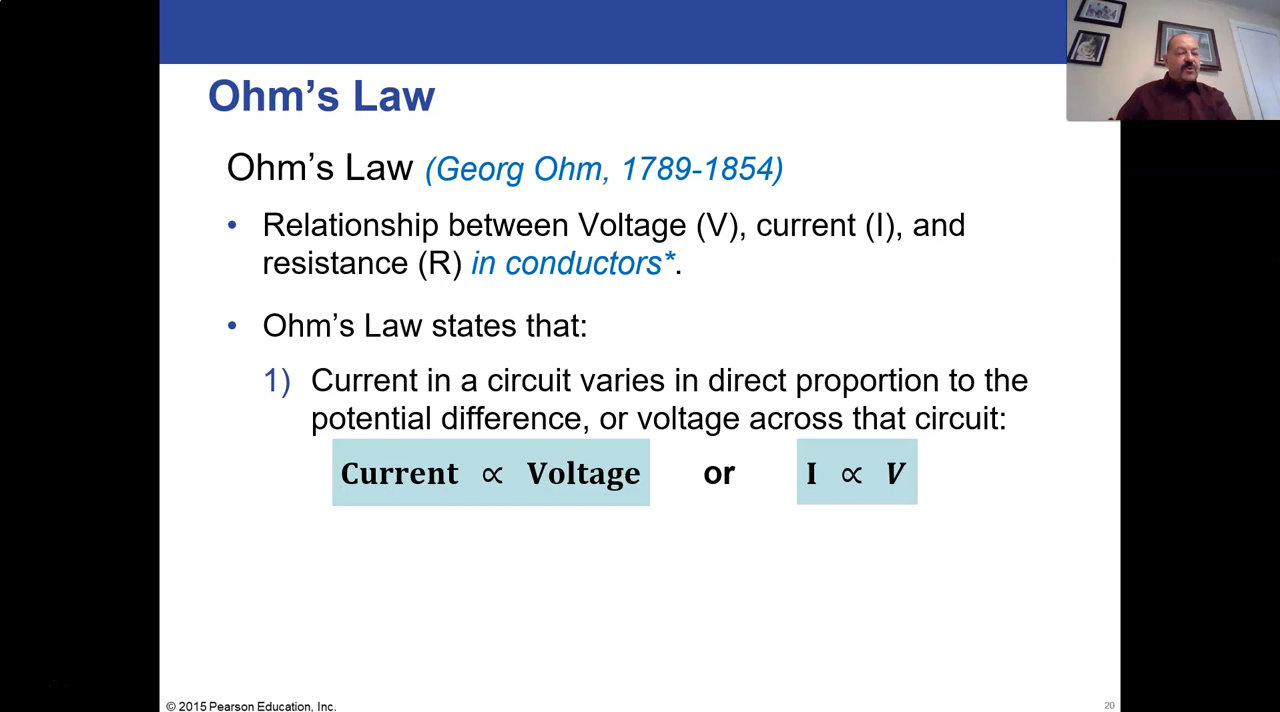 Ohm's Law
Ohm's Law (Georg Ohm, 1789-1854)
• Relationship between Voltage (V), current (I), and
resistance (R) in conductors*.
• Ohm's Law states that:
1) Current in a circuit varies in direct proportion to the
potential difference, or voltage across that circuit:
Current ∝ Voltage or I ∝ V
© 2015 Pearson Education, Inc. 20